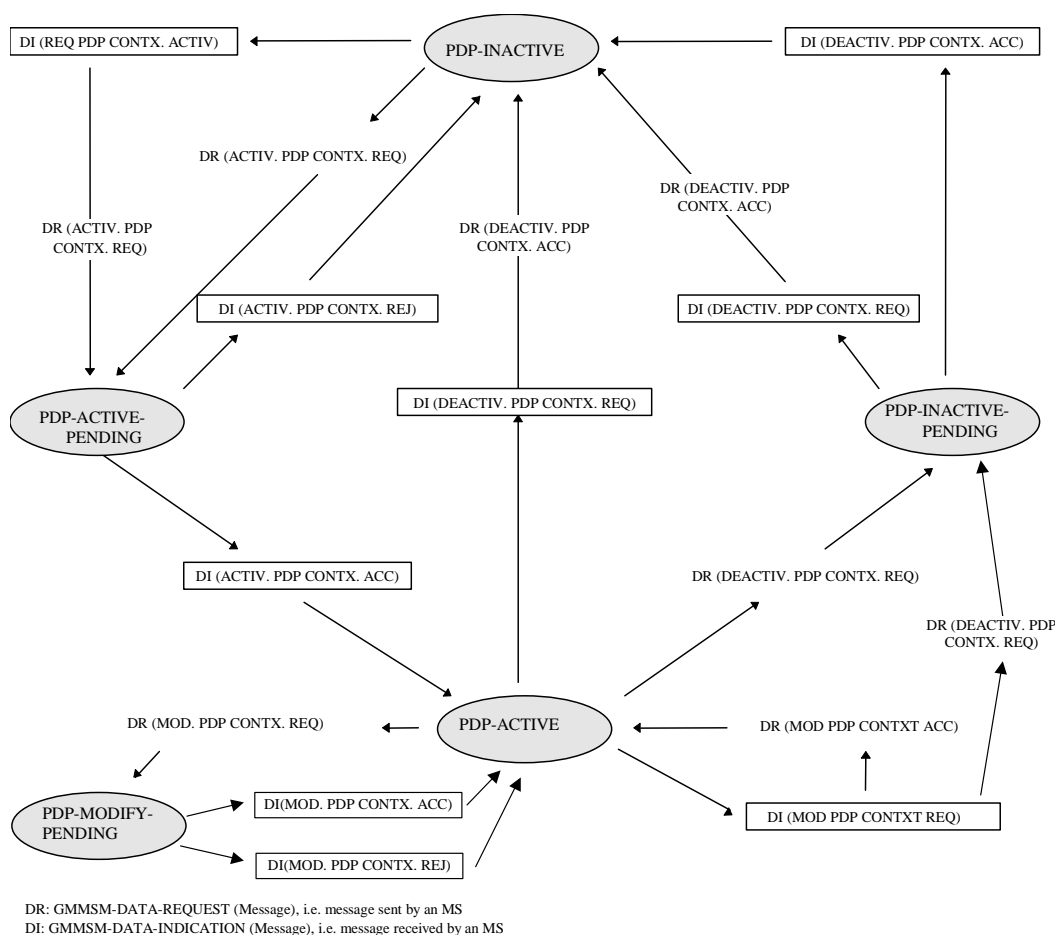 DI (REQ PDP CONTX. ACTIV)
PDP-INACTIVE
DI (DEACTIV. PDP CONTX. ACC)
DR (ACTIV. PDP CONTX. REQ)
DR (DEACTIV. PDP
CONTX. ACC)
DR (ACTIV. PDP
CONTX. REQ)
DR (DEACTIV. PDP
CONTX. ACC)
DI (ACTIV. PDP CONTX. REJ)
DI (DEACTIV. PDP CONTX. REQ)
PDP-ACTIVE-
PENDING
DI (DEACTIV. PDP CONTX. REQ)
PDP-INACTIVE-
PENDING
DI (ACTIV. PDP CONTX. ACC)
DR (DEACTIV. PDP CONTX. REQ)
DR (DEACTIV. PDP
CONTX. REQ)
DR (MOD. PDP CONTX. REQ)
PDP-ACTIVE
DR (MOD PDP CONTXT ACC)
PDP-MODIFY-
PENDING
DI(MOD. PDP CONTX. ACC)
DI (MOD PDP CONTXT REQ)
DI(MOD. PDP CONTX. REJ)
DR: GMMSM-DATA-REQUEST (Message), i.e. message sent by an MS
DI: GMMSM-DATA-INDICATION (Message), i.e. message received by an MS